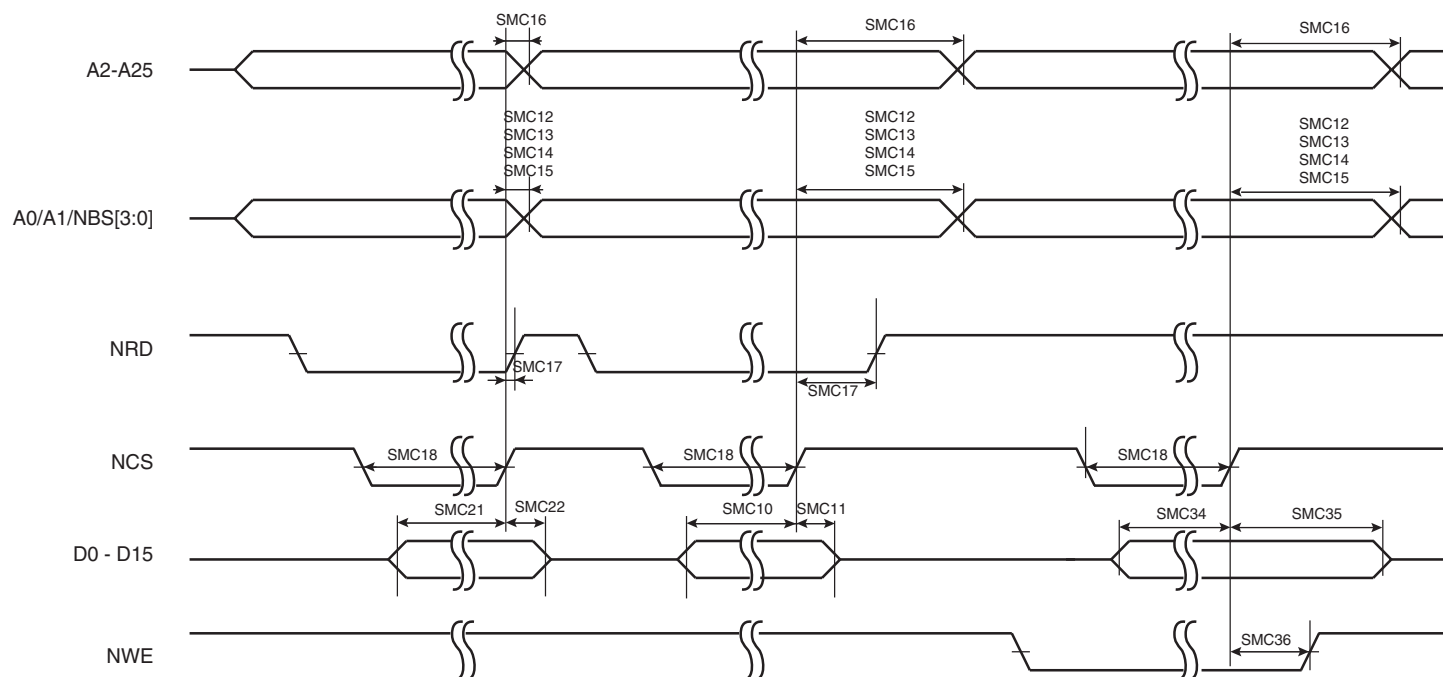 SMC16
SMC16
SMC16
A2-A25
SMC12
SMC13
SMC14
SMC15
SMC12
SMC13
SMC14
SMC15
SMC12
SMC13
SMC14
SMC15
A0/A1/NBS[3:0]
NRD
SMC17
SMC17
NCS
SMC18
SMC18
SMC18
SMC21
SMC22
SMC10
SMC11
SMC34
SMC35
D0 - D15
NWE
SMC36